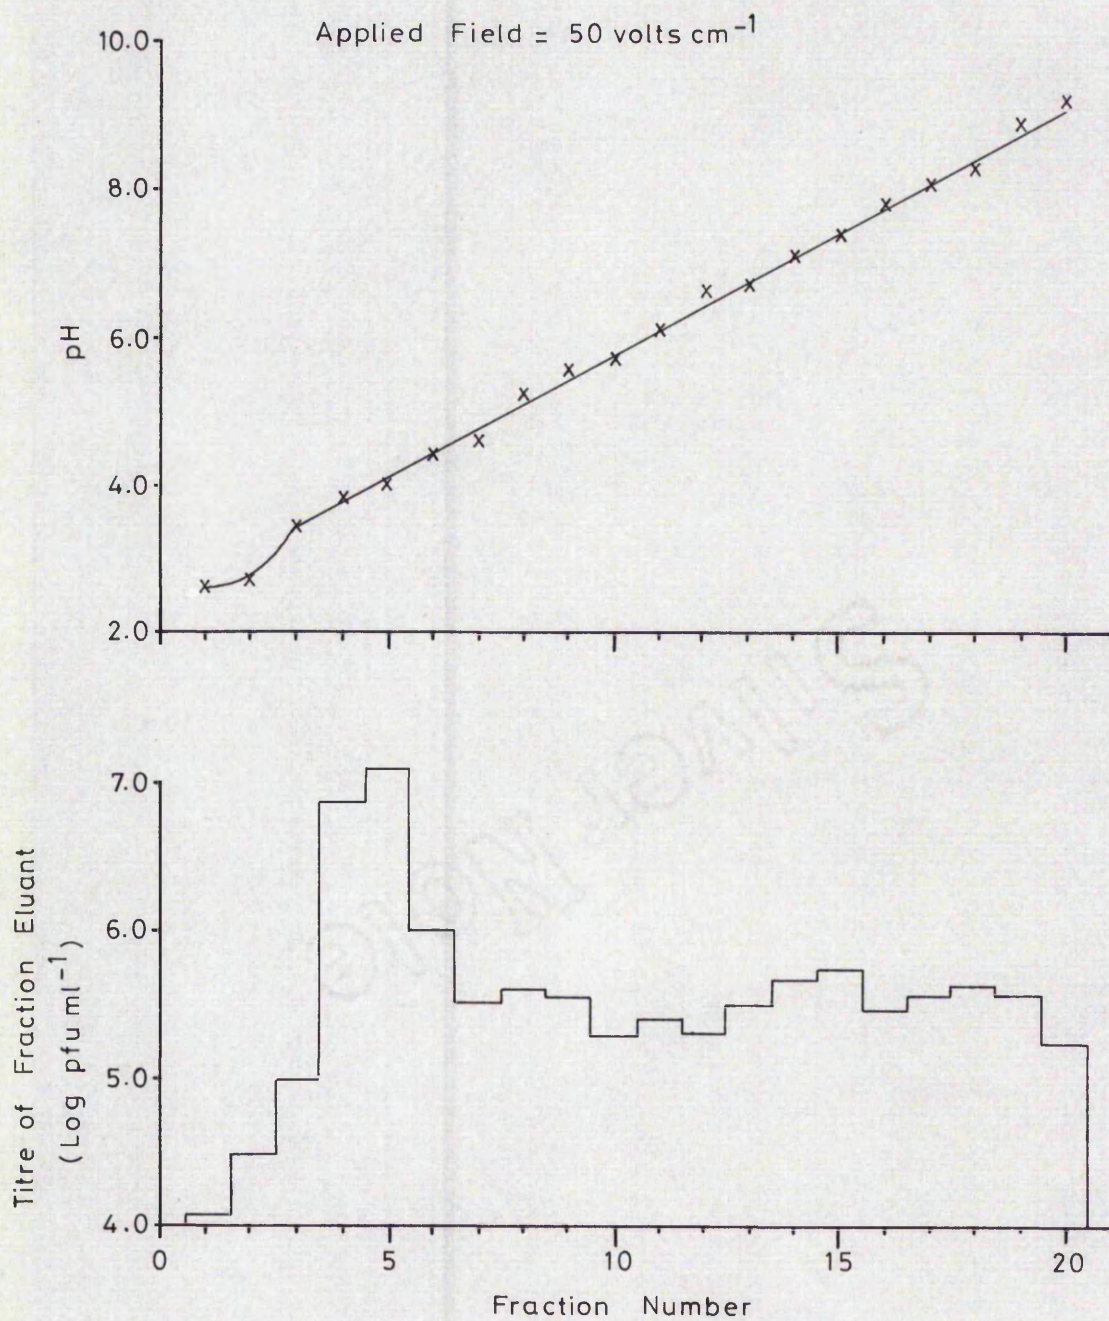 Applied Field = 50 volts cm⁻¹
10.0
8.0
6.0
4.0
2.0
pH
7.0
6.0
5.0
4.0
Titre of Fraction Eluant
(Log pfu ml⁻¹)
0 5 10 15 20
Fraction Number